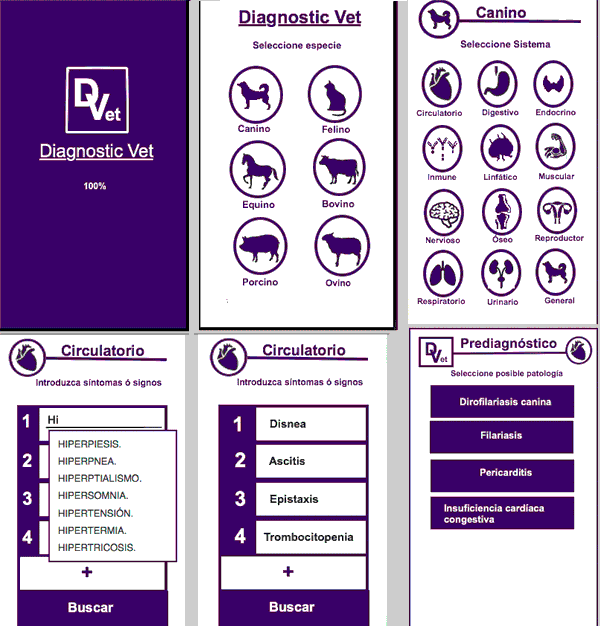 DVet
Diagnostic Vet
100%
Diagnostic Vet
Seleccione especie
Canino
Felino
Equino
Bovino
Porcino
Ovino
Canino
Seleccione Sistema
Circulatorio
Digestivo
Endocrino
Inmune
Linfático
Muscular
Nervioso
Óseo
Reproductor
Respiratorio
Urinario
General
Circulatorio
Introduzca síntomas ó signos
1 Hi
HIPERPIESIS.
2 HIPERPNEA.
HIPERPTIALISMO.
3 HIPERSOMNIA.
HIPERTENSIÓN.
4 HIPERTERMIA.
HIPERTRICOSIS.
+
Buscar
Circulatorio
Introduzca síntomas ó signos
1 Disnea
2 Ascitis
3 Epistaxis
4 Trombocitopenia
+
Buscar
DVet
Prediagnóstico
Seleccione posible patología
Dirofilariasis canina
Filariasis
Pericarditis
Insuficiencia cardíaca
congestiva